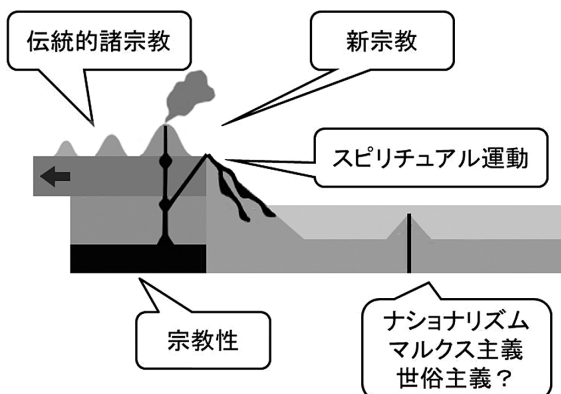 伝統的諸宗教
新宗教
スピリチュアル運動
宗教性
ナショナリズム
マルクス主義
世俗主義？